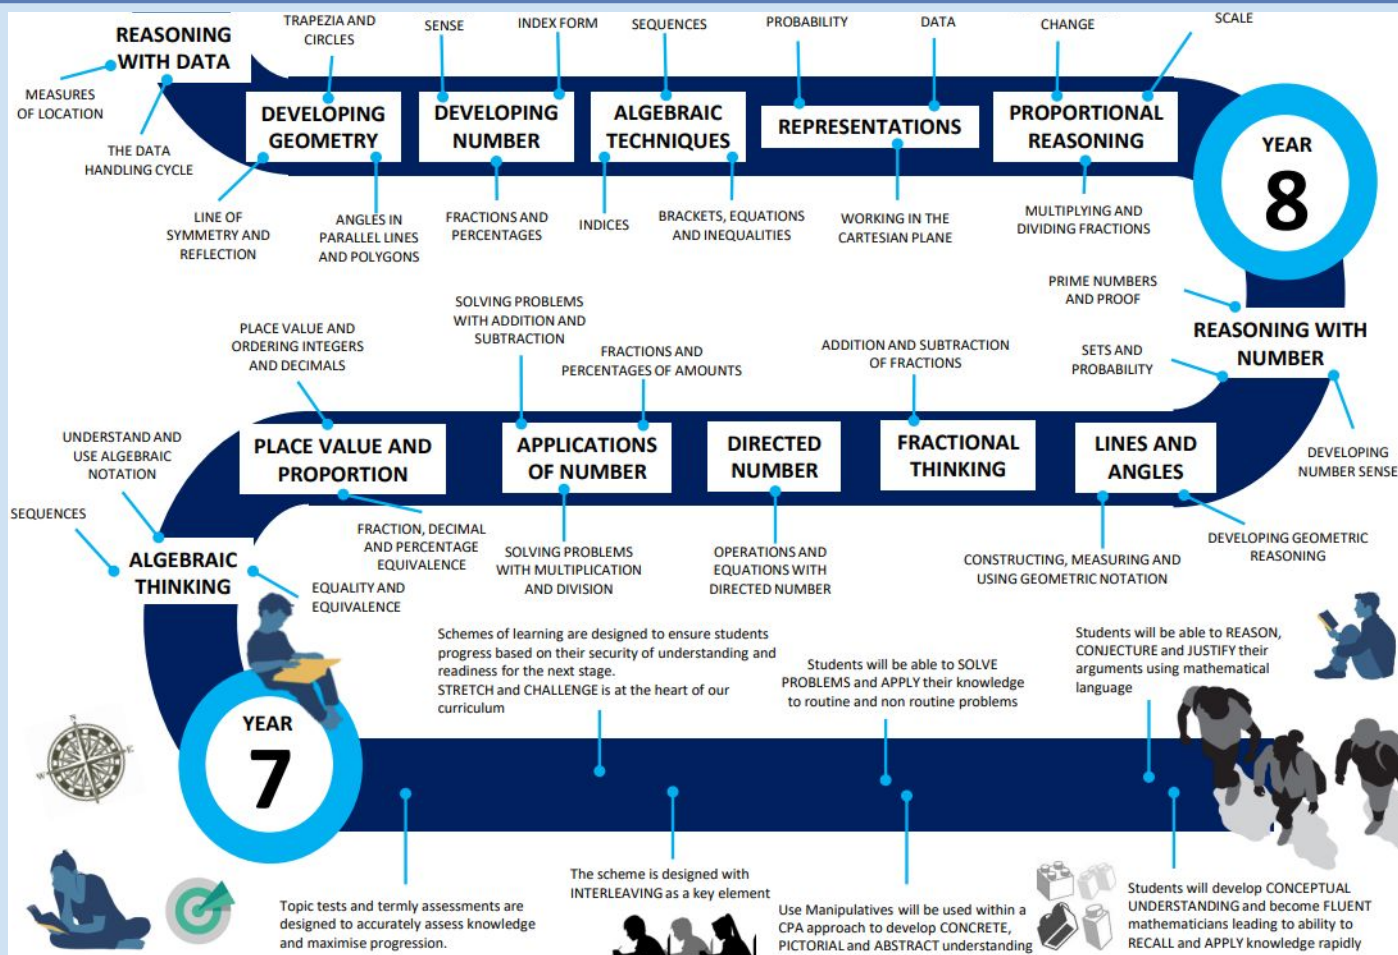 REASONING
WITH DATA
MEASURES
OF LOCATION
THE DATA
HANDLING CYCLE
TRAPEZIA AND
CIRCLES
SENSE
INDEX FORM
SEQUENCES
PROBABILITY
DATA
CHANGE
SCALE
DEVELOPING
GEOMETRY
DEVELOPING
NUMBER
ALGEBRAIC
TECHNIQUES
REPRESENTATIONS
PROPORTIONAL
REASONING
YEAR
8
LINE OF
SYMMETRY AND
REFLECTION
ANGLES IN
PARALLEL LINES
AND POLYGONS
FRACTIONS AND
PERCENTAGES
INDICES
BRACKETS, EQUATIONS
AND INEQUALITIES
WORKING IN THE
CARTESIAN PLANE
MULTIPLYING AND
DIVIDING FRACTIONS
PRIME NUMBERS
AND PROOF
REASONING WITH
NUMBER
SETS AND
PROBABILITY
DEVELOPING
NUMBER SENSE
PLACE VALUE AND
ORDERING INTEGERS
AND DECIMALS
SOLVING PROBLEMS
WITH ADDITION AND
SUBTRACTION
FRACTIONS AND
PERCENTAGES OF AMOUNTS
ADDITION AND SUBTRACTION
OF FRACTIONS
UNDERSTAND AND
USE ALGEBRAIC
NOTATION
SEQUENCES
PLACE VALUE AND
PROPORTION
APPLICATIONS
OF NUMBER
DIRECTED
NUMBER
FRACTIONAL
THINKING
LINES AND
ANGLES
ALGEBRAIC
THINKING
EQUALITY AND
EQUIVALENCE
FRACTION, DECIMAL
AND PERCENTAGE
EQUIVALENCE
SOLVING PROBLEMS
WITH MULTIPLICATION
AND DIVISION
OPERATIONS AND
EQUATIONS WITH
DIRECTED NUMBER
CONSTRUCTING, MEASURING AND
USING GEOMETRIC NOTATION
DEVELOPING GEOMETRIC
REASONING
Schemes of learning are designed to ensure students
progress based on their security of understanding and
readiness for the next stage.
STRETCH and CHALLENGE is at the heart of our
curriculum
Students will be able to SOLVE
PROBLEMS and APPLY their knowledge
to routine and non routine problems
Students will be able to REASON,
CONJECTURE and JUSTIFY their
arguments using mathematical
language
YEAR
7
N
E
S
W
Topic tests and termly assessments are
designed to accurately assess knowledge
and maximise progression.
The scheme is designed with
INTERLEAVING as a key element
Use Manipulatives will be used within a
CPA approach to develop CONCRETE,
PICTORIAL and ABSTRACT understanding
Students will develop CONCEPTUAL
UNDERSTANDING and become FLUENT
mathematicians leading to ability to
RECALL and APPLY knowledge rapidly